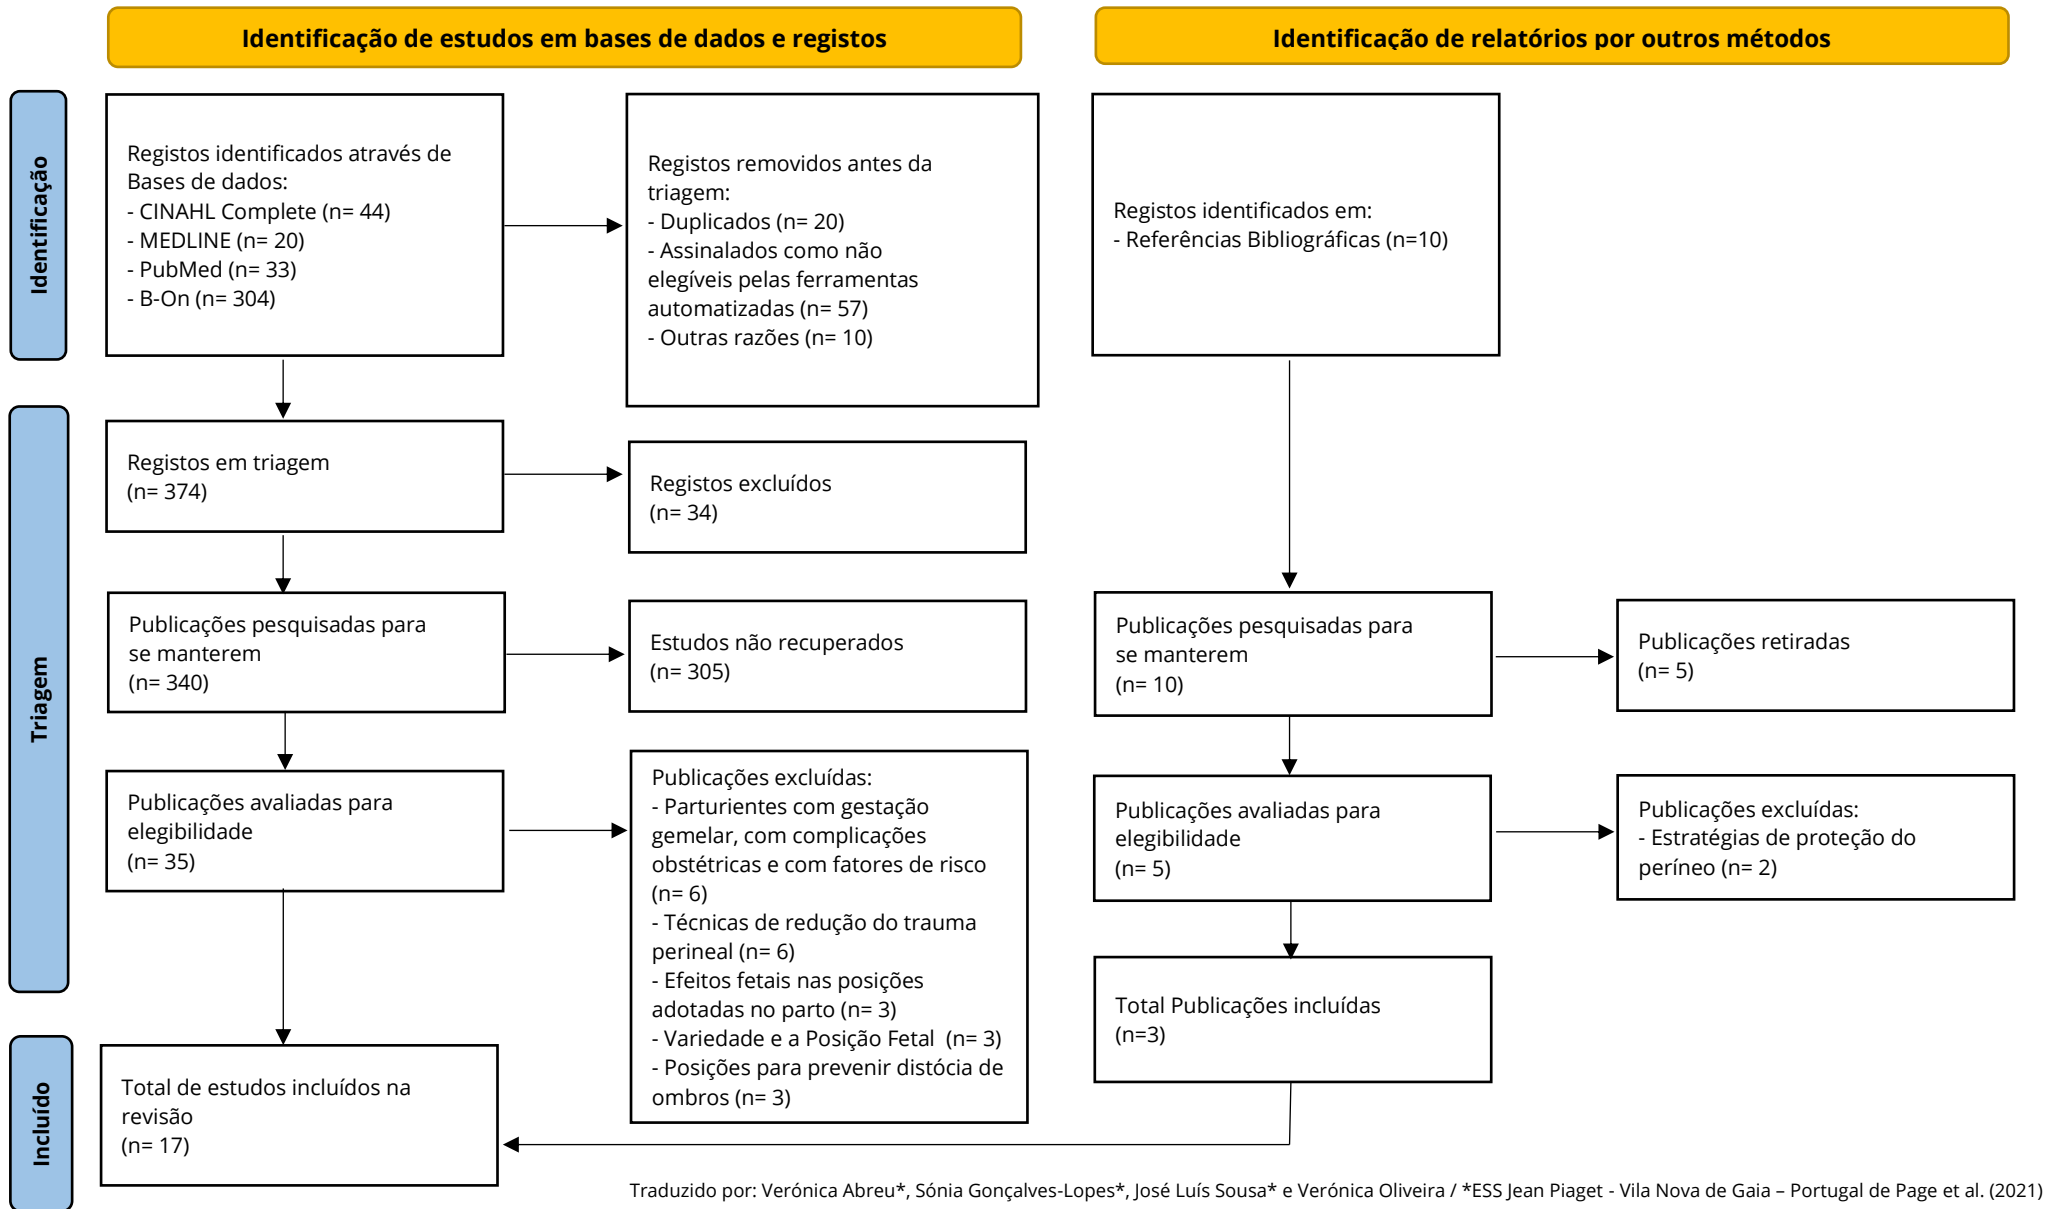 Identificação de estudos em bases de dados e registos
Identificação de relatórios por outros métodos
Identificação
Registos identificados através de
Bases de dados:
- CINAHL Complete (n= 44)
- MEDLINE (n= 20)
- PubMed (n= 33)
- B-On (n= 304)
Registos removidos antes da
triagem:
- Duplicados (n= 20)
- Assinalados como não
elegíveis pelas ferramentas
automatizadas (n= 57)
- Outras razões (n= 10)
Registos identificados em:
- Referências Bibliográficas (n=10)
Triagem
Registos em triagem
(n= 374)
Registos excluídos
(n= 34)
Publicações pesquisadas para
se manterem
(n= 340)
Estudos não recuperados
(n= 305)
Publicações pesquisadas para
se manterem
(n= 10)
Publicações retiradas
(n= 5)
Publicações avaliadas para
elegibilidade
(n= 35)
Publicações excluídas:
- Parturientes com gestação
gemelar, com complicações
obstétricas e com fatores de risco
(n= 6)
- Técnicas de redução do trauma
perineal (n= 6)
- Efeitos fetais nas posições
adotadas no parto (n= 3)
- Variedade e a Posição Fetal  (n= 3)
- Posições para prevenir distócia de
ombros (n= 3)
Publicações avaliadas para
elegibilidade
(n= 5)
Publicações excluídas:
- Estratégias de proteção do
períneo (n= 2)
Total Publicações incluídas
(n=3)
Incluído
Total de estudos incluídos na
revisão
(n= 17)
Traduzido por: Verónica Abreu*, Sónia Gonçalves-Lopes*, José Luís Sousa* e Verónica Oliveira / *ESS Jean Piaget - Vila Nova de Gaia – Portugal de Page et al. (2021)